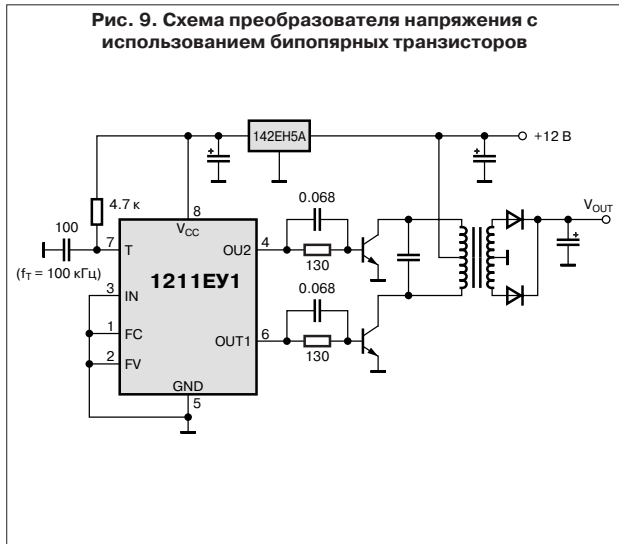 Рис. 9. Схема преобразователя напряжения с
использованием бипопярных транзисторов
142ЕН5А
+12 В
4.7 к
0.068
8
VCC
VOUT
100
7
T
OU2
4
130
(fT = 100 кГц)
1211ЕУ1
3
IN
0.068
1
FC
OUT1
6
2
FV
130
GND
5